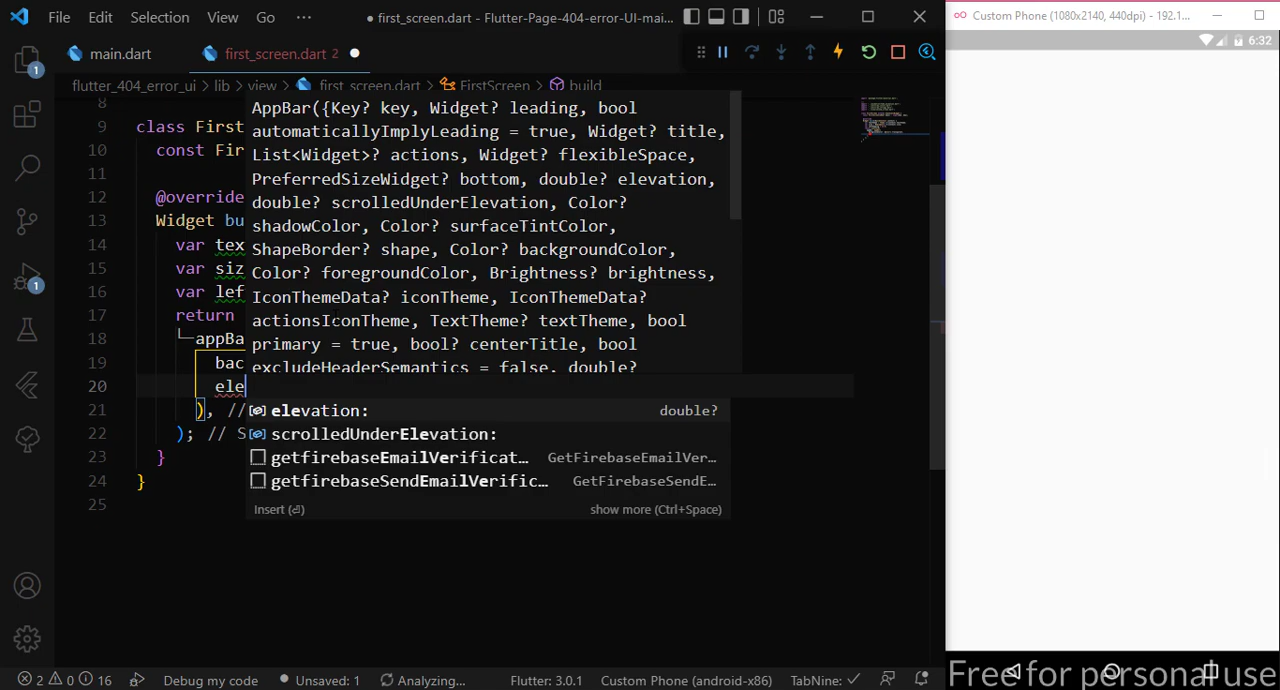 File Edit Selection View Go ··· ● first_screen.dart - Flutter-Page-404-error-UI-mai...
Custom Phone (1080x2140, 440dpi) - 192.1...
6:32
main.dart first_screen.dart 2
flutter_404_error_ui > lib > view > first_screen.dart > FirstScreen > build
8
9 class First
10 const Fir
11
12 @override
13 Widget bu
14 var tex
15 var siz
16 var lef
17 return
18 appBa
19 bac
20 ele
21 ), //
22 ); // S
23 }
24 }
25
AppBar({Key? key, Widget? leading, bool
automaticallyImplyLeading = true, Widget? title,
List<Widget>? actions, Widget? flexibleSpace,
PreferredSizeWidget? bottom, double? elevation,
double? scrolledUnderElevation, Color?
shadowColor, Color? surfaceTintColor,
ShapeBorder? shape, Color? backgroundColor,
Color? foregroundColor, Brightness? brightness,
IconThemeData? iconTheme, IconThemeData?
actionsIconTheme, TextTheme? textTheme, bool
primary = true, bool? centerTitle, bool
excludeHeaderSemantics = false, double?
elevation: double?
scrolledUnderElevation:
getfirebaseEmailVerificat... GetFirebaseEmailVer...
getfirebaseSendEmailVerific... GetFirebaseSendE...
Insert (⏎) show more (Ctrl+Space)
1
1
2 0 16 Debug my code Unsaved: 1 Analyzing... Flutter: 3.0.1 Custom Phone (android-x86) TabNine: ✓
Free for personal use